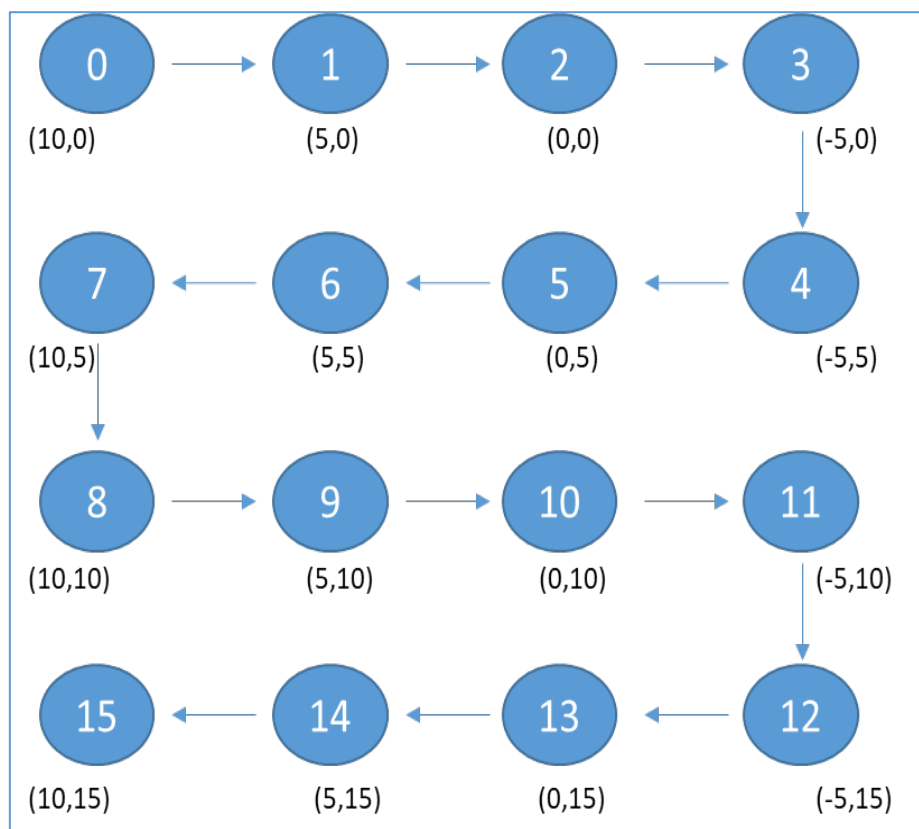 0 1 2 3
(10,0) (5,0) (0,0) (-5,0)
7 6 5 4
(10,5) (5,5) (0,5) (-5,5)
8 9 10 11
(10,10) (5,10) (0,10) (-5,10)
15 14 13 12
(10,15) (5,15) (0,15) (-5,15)